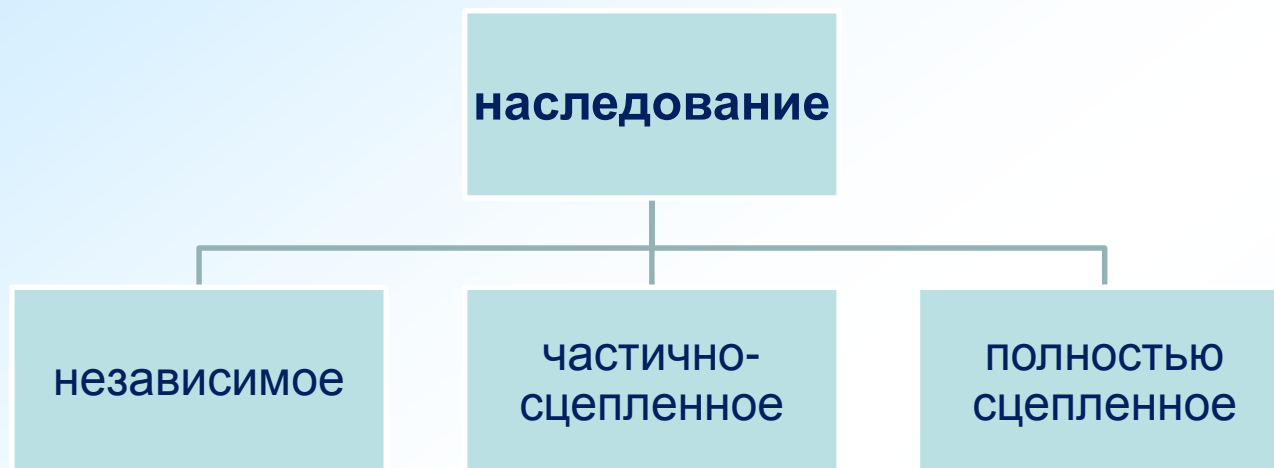 наследование
независимое
частично-
сцепленное
полностью
сцепленное